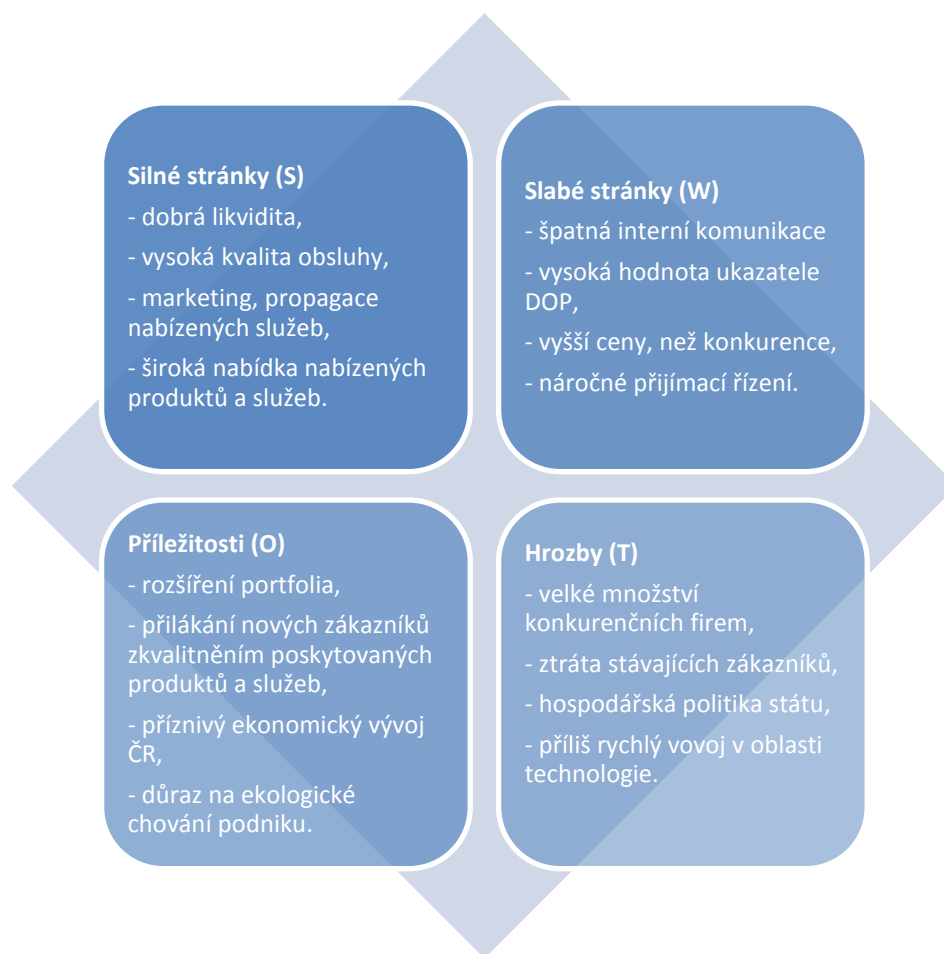 Silné stránky (S)
- dobrá likvidita,
- vysoká kvalita obsluhy,
- marketing, propagace
nabízených služeb,
- široká nabídka nabízených
produktů a služeb.
Slabé stránky (W)
- špatná interní komunikace
- vysoká hodnota ukazatele
DOP,
- vyšší ceny, než konkurence,
- náročné přijímací řízení.
Příležitosti (O)
- rozšíření portfolia,
- přilákání nových zákazníků
zkvalitněním poskytovaných
produktů a služeb,
- příznivý ekonomický vývoj
ČR,
- důraz na ekologické
chování podniku.
Hrozby (T)
- velké množství
konkurenčních firem,
- ztráta stávajících zákazníků,
- hospodářská politika státu,
- příliš rychlý vovoj v oblasti
technologie.